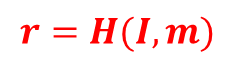 r = H(I, m)